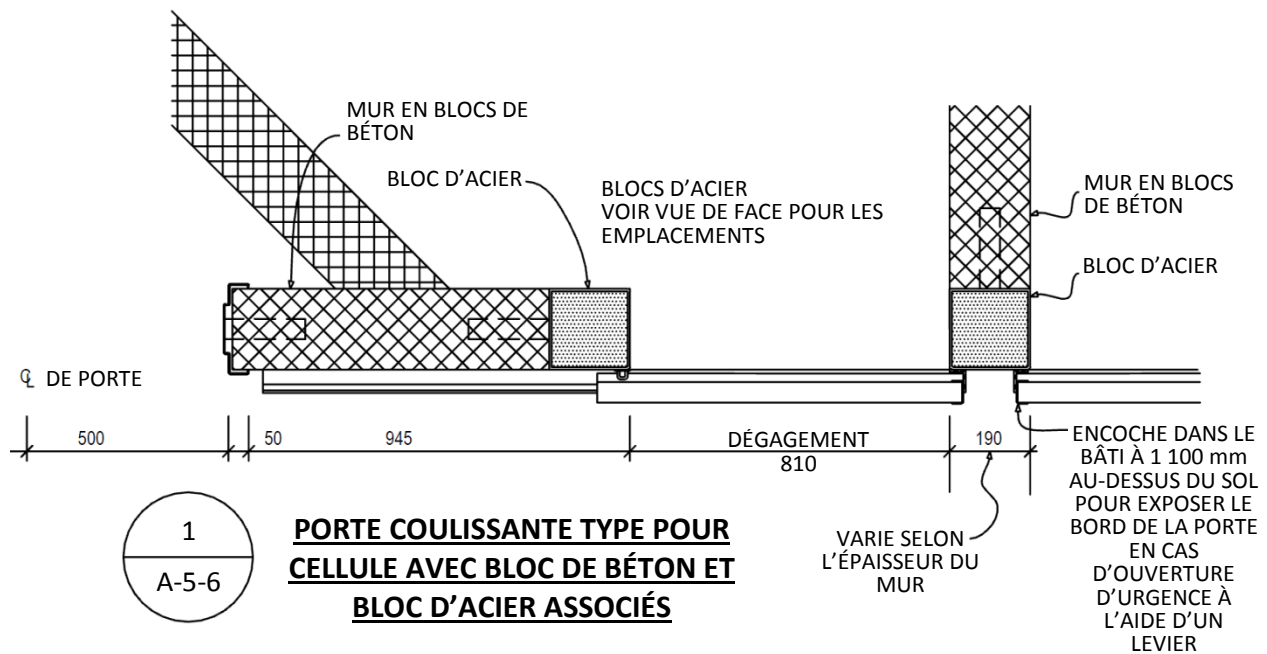 MUR EN BLOCS DE
BÉTON
BLOC D’ACIER
BLOCS D’ACIER
VOIR VUE DE FACE POUR LES
EMPLACEMENTS
MUR EN BLOCS
DE BÉTON
BLOC D’ACIER
℄ DE PORTE
500
50
945
DÉGAGEMENT
810
190
ENCOCHE DANS LE
BÂTI À 1 100 mm
AU-DESSUS DU SOL
POUR EXPOSER LE
BORD DE LA PORTE
EN CAS
D’OUVERTURE
D’URGENCE À
L’AIDE D’UN
LEVIER
VARIE SELON
L’ÉPAISSEUR DU
MUR
1
A-5-6
PORTE COULISSANTE TYPE POUR
CELLULE AVEC BLOC DE BÉTON ET
BLOC D’ACIER ASSOCIÉS